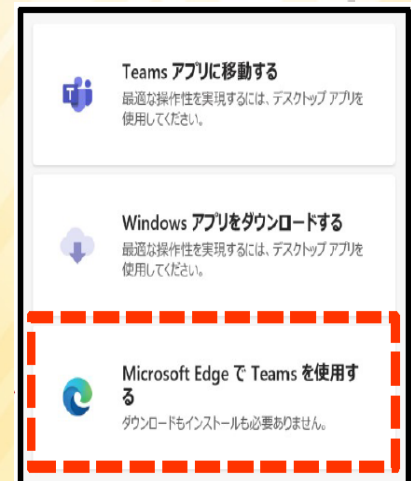 Teams アプリに移動する
最適な操作性を実現するには、デスクトップ アプリを
使用してください。
Windows アプリをダウンロードする
最適な操作性を実現するには、デスクトップ アプリを
使用してください。
Microsoft Edge で Teams を使用す
る
ダウンロードもインストールも必要ありません。